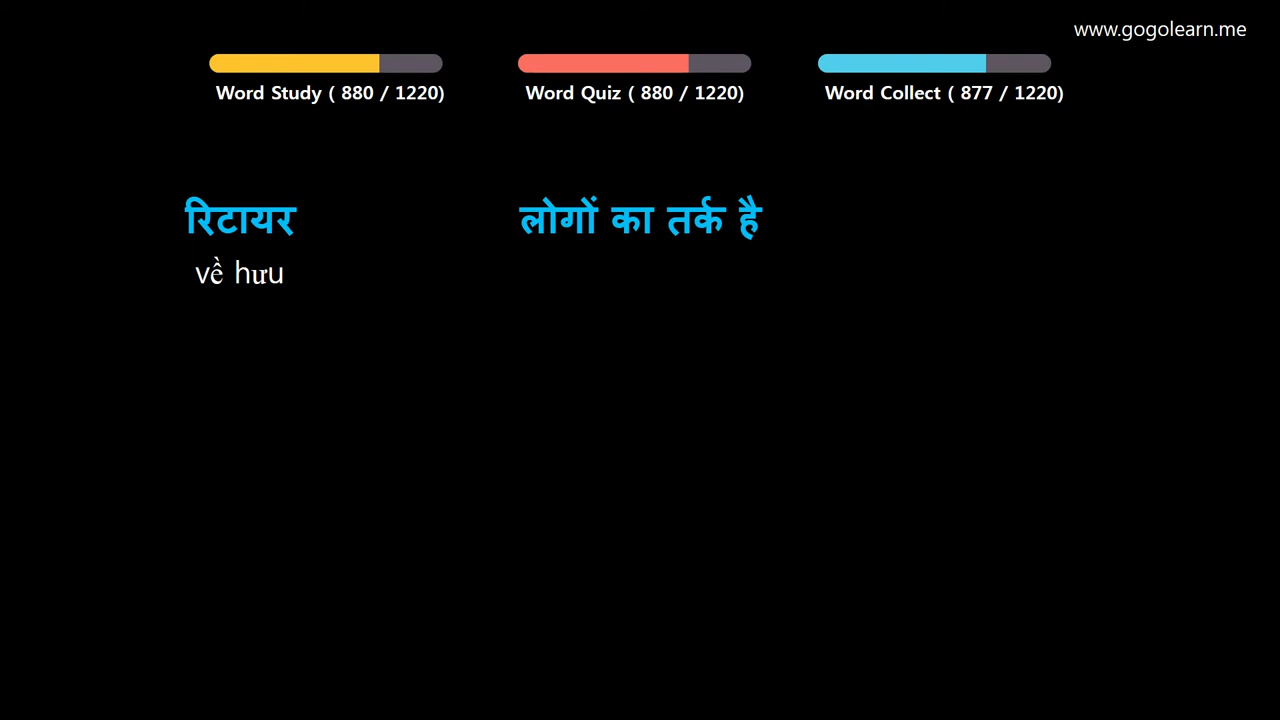 www.gogolearn.me
Word Study ( 880 / 1220)
Word Quiz ( 880 / 1220)
Word Collect ( 877 / 1220)
रिटायर
लोगों का तर्क है
về hưu